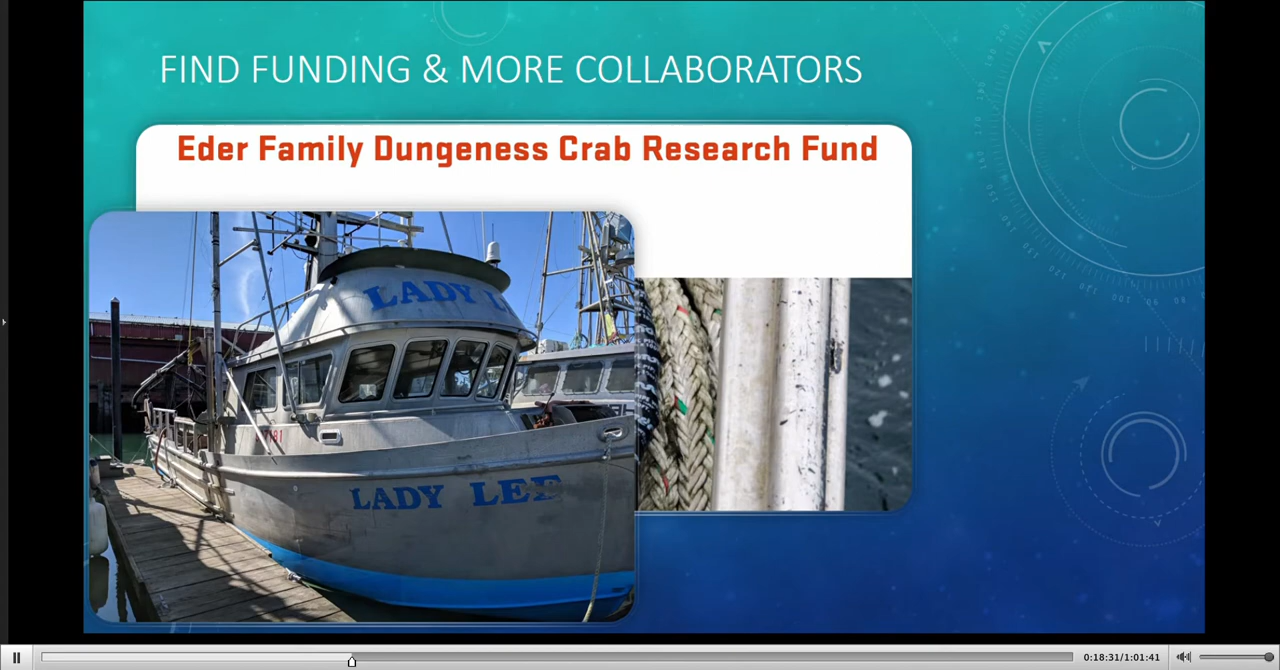 FIND FUNDING & MORE COLLABORATORS
Eder Family Dungeness Crab Research Fund
LADY
LADY LEE
0:18:31/1:01:41